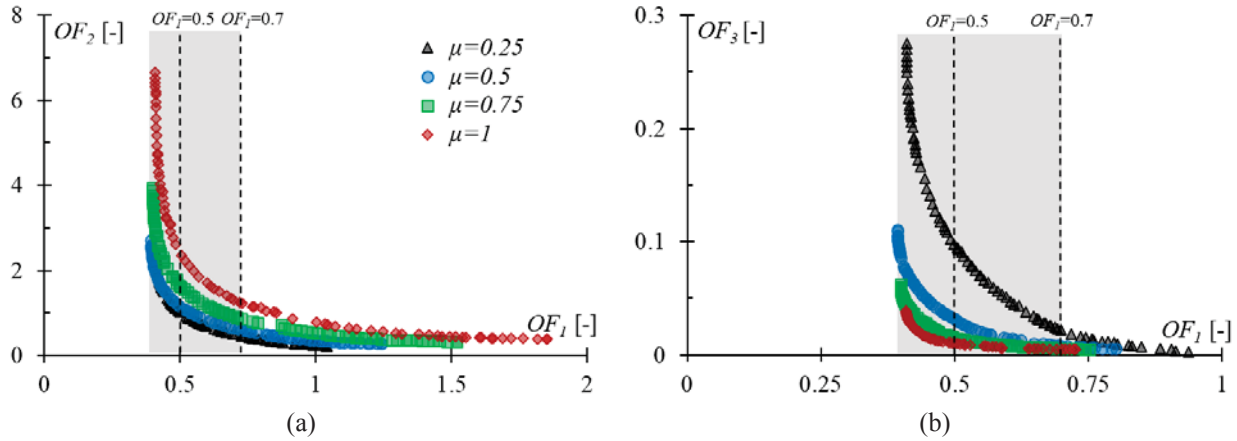 OF1=0.5 OF1=0.7
8
OF2 [-]
μ=0.25
μ=0.5
μ=0.75
μ=1
6
4
2
0
OF1 [-]
0 0.5 1 1.5 2
(a)
OF1=0.5 OF1=0.7
0.3
OF3 [-]
0.2
0.1
0
OF1 [-]
0 0.25 0.5 0.75 1
(b)